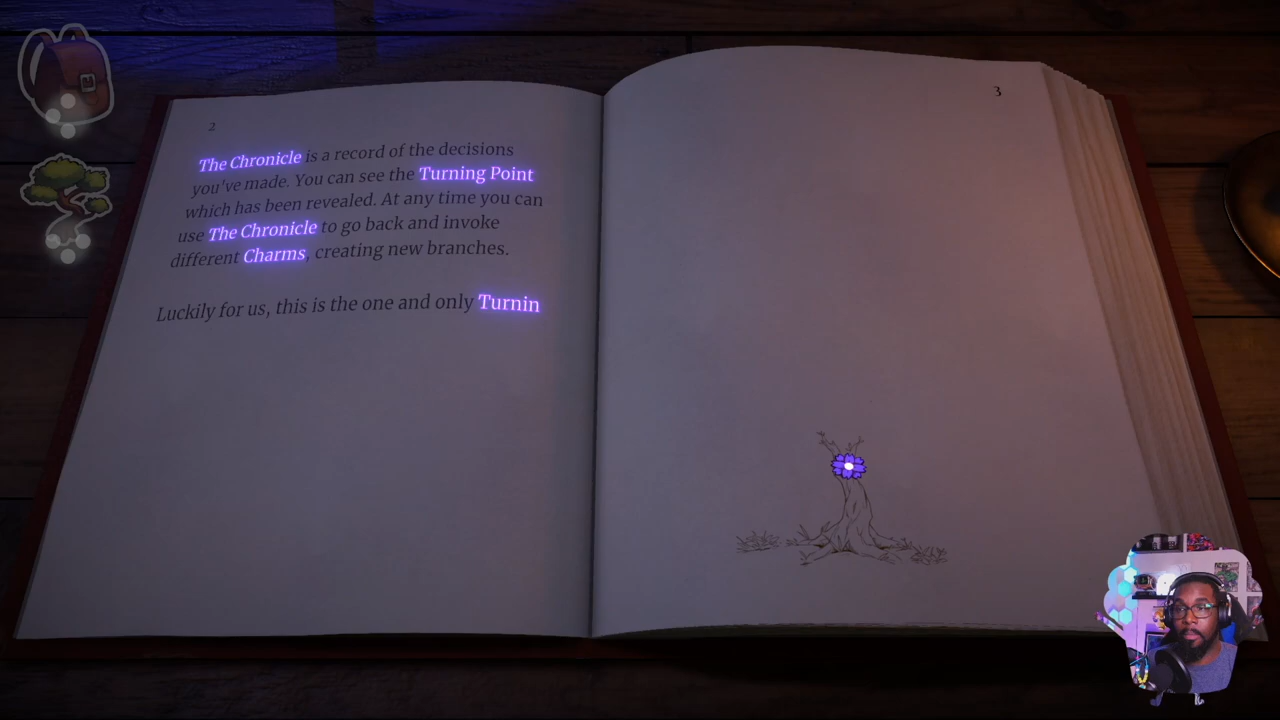 2
The Chronicle is a record of the decisions
you've made. You can see the Turning Point
which has been revealed. At any time you can
use The Chronicle to go back and invoke
different Charms, creating new branches.
Luckily for us, this is the one and only Turnin
3